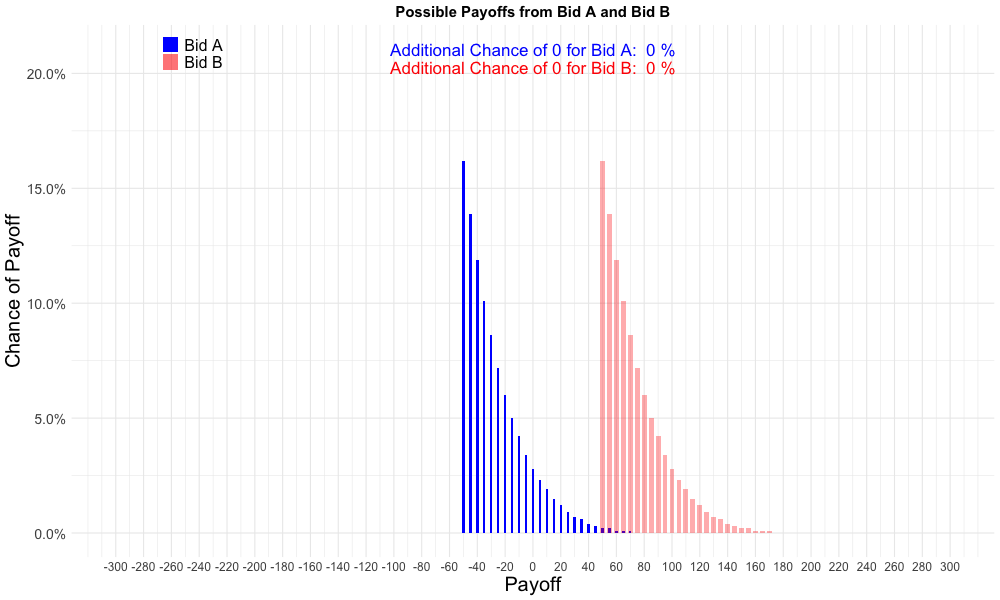 Possible Payoffs from Bid A and Bid B
Bid A
Bid B
Additional Chance of 0 for Bid A:  0 %
Additional Chance of 0 for Bid B:  0 %
Chance of Payoff
20.0%
15.0%
10.0%
5.0%
0.0%
-300 -280 -260 -240 -220 -200 -180 -160 -140 -120 -100 -80 -60 -40 -20 0 20 40 60 80 100 120 140 160 180 200 220 240 260 280 300
Payoff